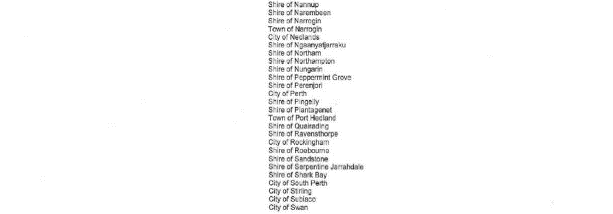 Shire of Nannup
Shire of Narembeen
Shire of Narrogin
Town of Narrogin
City of Nedlands
Shire of Ngaanyatjarraku
Shire of Northam
Shire of Northampton
Shire of Nungarin
Shire of Peppermint Grove
Shire of Perenjori
City of Perth
Shire of Pingelly
Shire of Plantagenet
Town of Port Hedland
Shire of Quairading
Shire of Ravensthorpe
City of Rockingham
Shire of Roebourne
Shire of Sandstone
Shire of Serpentine Jarrahdale
Shire of Shark Bay
City of South Perth
City of Stirling
City of Subiaco
City of Swan